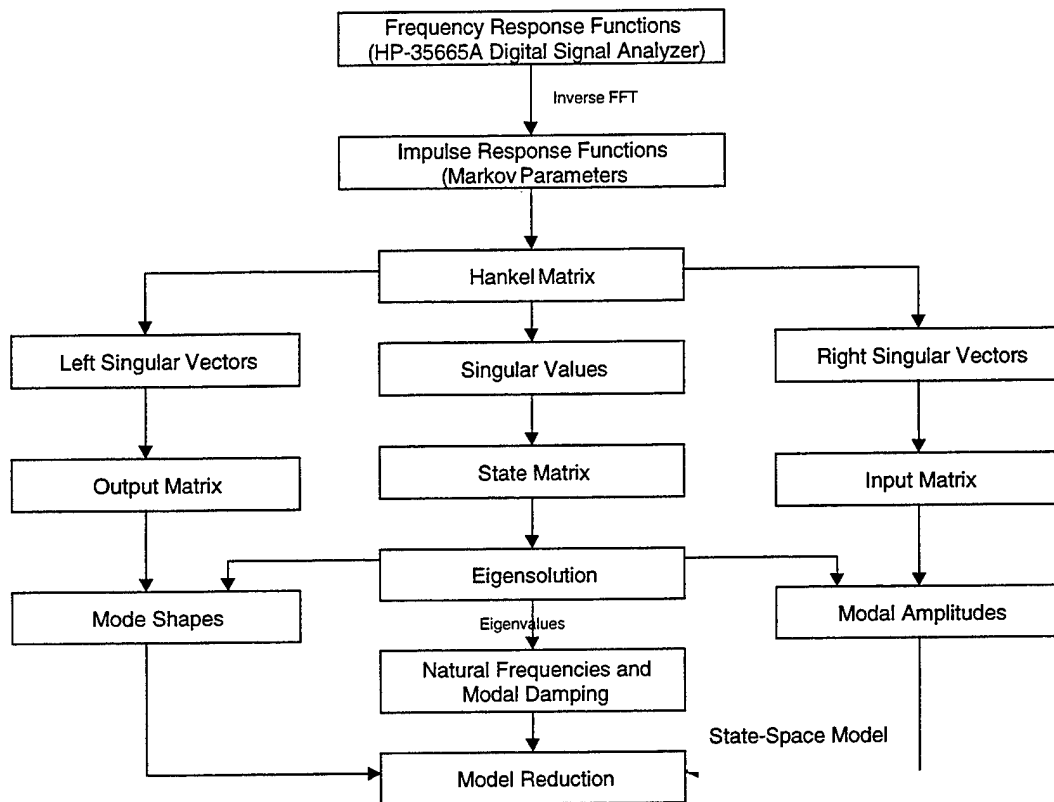 Frequency Response Functions
(HP-35665A Digital Signal Analyzer)
Inverse FFT
Impulse Response Functions
(Markov Parameters
Hankel Matrix
Left Singular Vectors
Singular Values
Right Singular Vectors
Output Matrix
State Matrix
Input Matrix
Eigensolution
Mode Shapes
Modal Amplitudes
Eigenvalues
Natural Frequencies and
Modal Damping
State-Space Model
Model Reduction